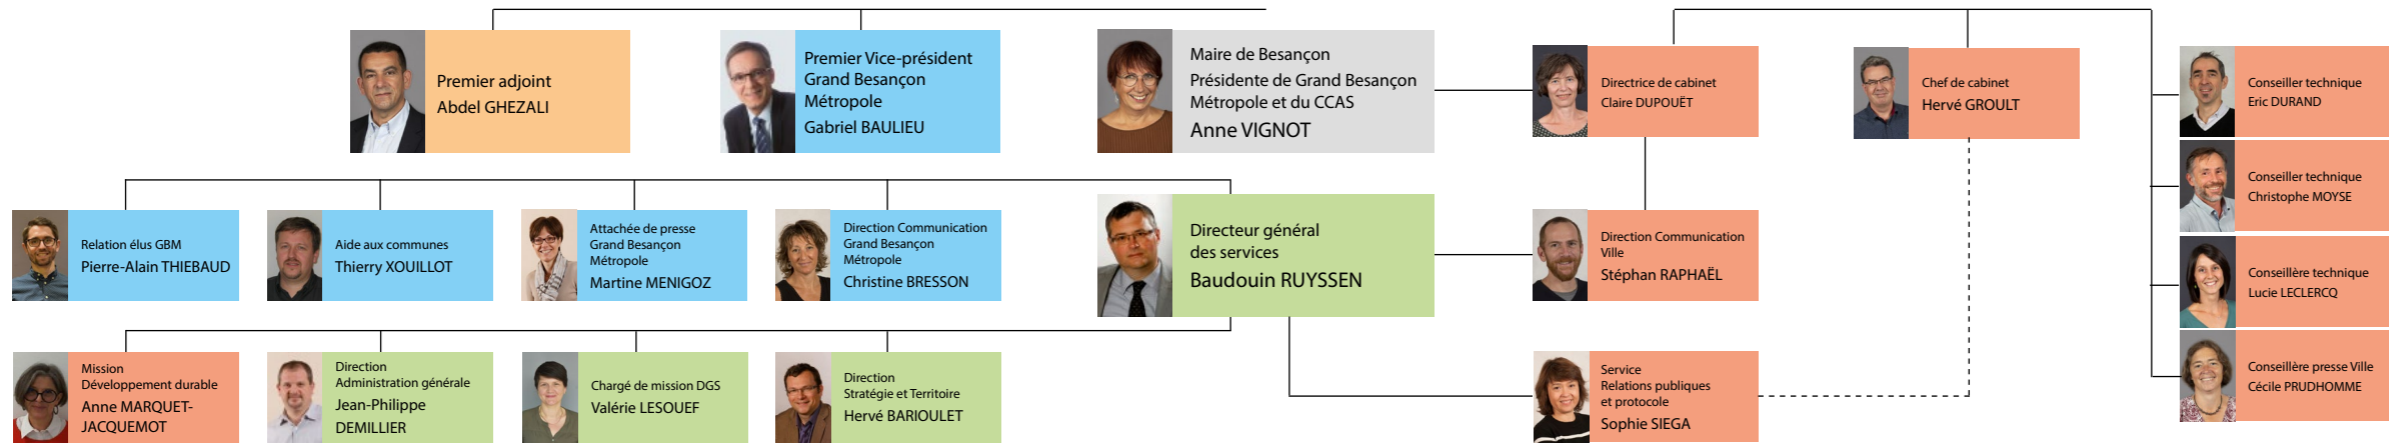 Premier adjoint
Abdel GHEZALI
Premier Vice-président
Grand Besançon
Métropole
Gabriel BAULIEU
Maire de Besançon
Présidente de Grand Besançon
Métropole et du CCAS
Anne VIGNOT
Directrice de cabinet
Claire DUPOUËT
Chef de cabinet
Hervé GROULT
Conseiller technique
Eric DURAND
Conseiller technique
Christophe MOYSE
Conseillère technique
Lucie LECLERCQ
Conseillère presse Ville
Cécile PRUDHOMME
Relation élus GBM
Pierre-Alain THIEBAUD
Aide aux communes
Thierry XOUILLOT
Attachée de presse
Grand Besançon
Métropole
Martine MENIGOZ
Direction Communication
Grand Besançon
Métropole
Christine BRESSON
Directeur général
des services
Baudouin RUYSSEN
Direction Communication
Ville
Stéphan RAPHAËL
Mission
Développement durable
Anne MARQUET-
JACQUEMOT
Direction
Administration générale
Jean-Philippe
DEMILLIER
Chargé de mission DGS
Valérie LESOUEF
Direction
Stratégie et Territoire
Hervé BARIOULET
Service
Relations publiques
et protocole
Sophie SIEGA